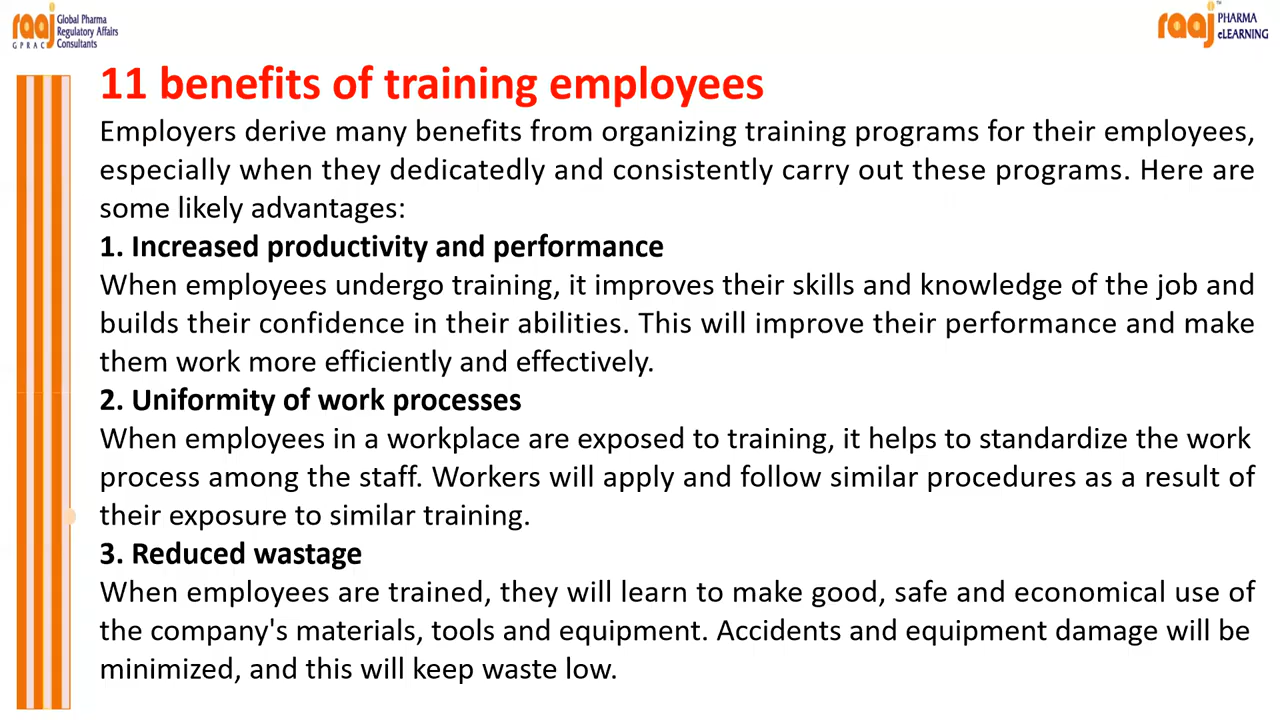 raaj
GPRAC
Global Pharma
Regulatory Affairs
Consultants
raaj
™
PHARMA
eLEARNING
11 benefits of training employees
Employers derive many benefits from organizing training programs for their employees,
especially when they dedicatedly and consistently carry out these programs. Here are
some likely advantages:
1. Increased productivity and performance
When employees undergo training, it improves their skills and knowledge of the job and
builds their confidence in their abilities. This will improve their performance and make
them work more efficiently and effectively.
2. Uniformity of work processes
When employees in a workplace are exposed to training, it helps to standardize the work
process among the staff. Workers will apply and follow similar procedures as a result of
their exposure to similar training.
3. Reduced wastage
When employees are trained, they will learn to make good, safe and economical use of
the company's materials, tools and equipment. Accidents and equipment damage will be
minimized, and this will keep waste low.